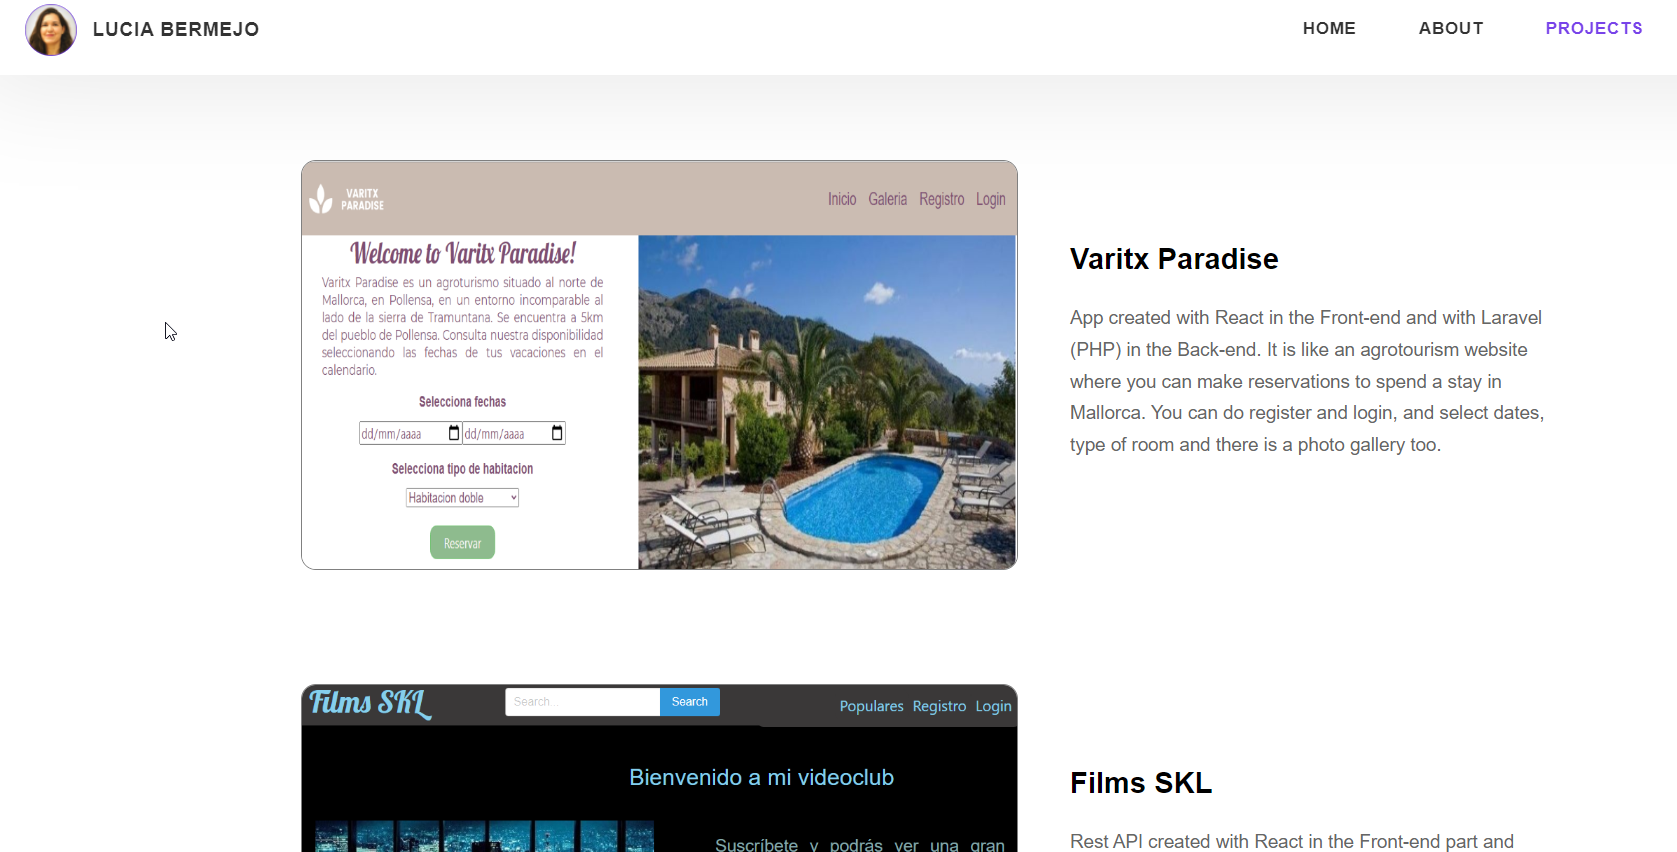 LUCIA BERMEJO
HOME ABOUT PROJECTS
VARITX
PARADISE
Inicio Galeria Registro Login
Welcome to Varitx Paradise!
Varitx Paradise es un agroturismo situado al norte de
Mallorca, en Pollensa, en un entorno incomparable al
lado de la sierra de Tramuntana. Se encuentra a 5km
del pueblo de Pollensa. Consulta nuestra disponibilidad
seleccionando las fechas de tus vacaciones en el
calendario.
Selecciona fechas
dd/mm/aaaa dd/mm/aaaa
Selecciona tipo de habitacion
Habitacion doble
Reservar
Varitx Paradise
App created with React in the Front-end and with Laravel
(PHP) in the Back-end. It is like an agrotourism website
where you can make reservations to spend a stay in
Mallorca. You can do register and login, and select dates,
type of room and there is a photo gallery too.
Films SKL
Search... Search
Populares Registro Login
Bienvenido a mi videoclub
Suscríbete y podrás ver una gran
Films SKL
Rest API created with React in the Front-end part and